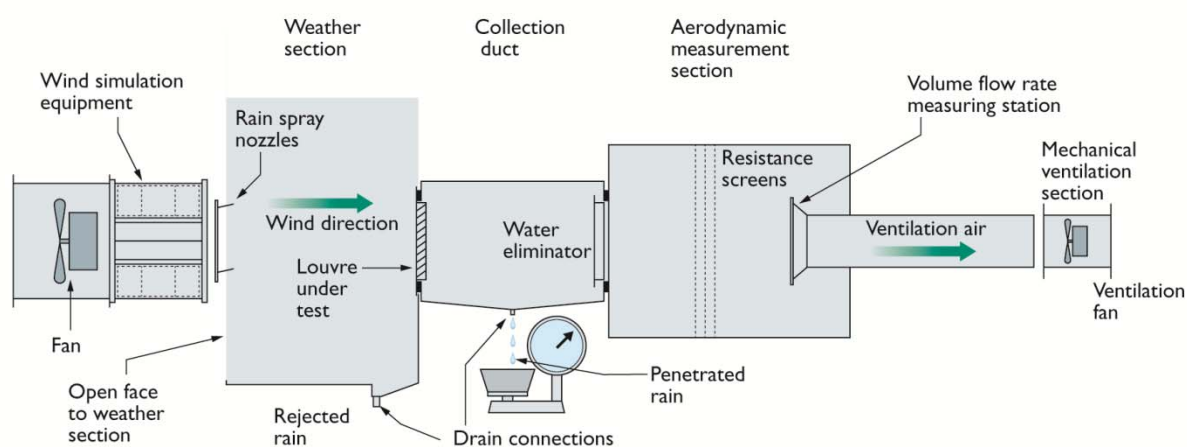 Weather
section
Collection
duct
Aerodynamic
measurement
section
Wind simulation
equipment
Rain spray
nozzles
Volume flow rate
measuring station
Mechanical
ventilation
section
Resistance
screens
Wind direction
Water
eliminator
Ventilation air
Louvre
under
test
Fan
Ventilation
fan
Open face
to weather
section
Rejected
rain
Drain connections
Penetrated
rain